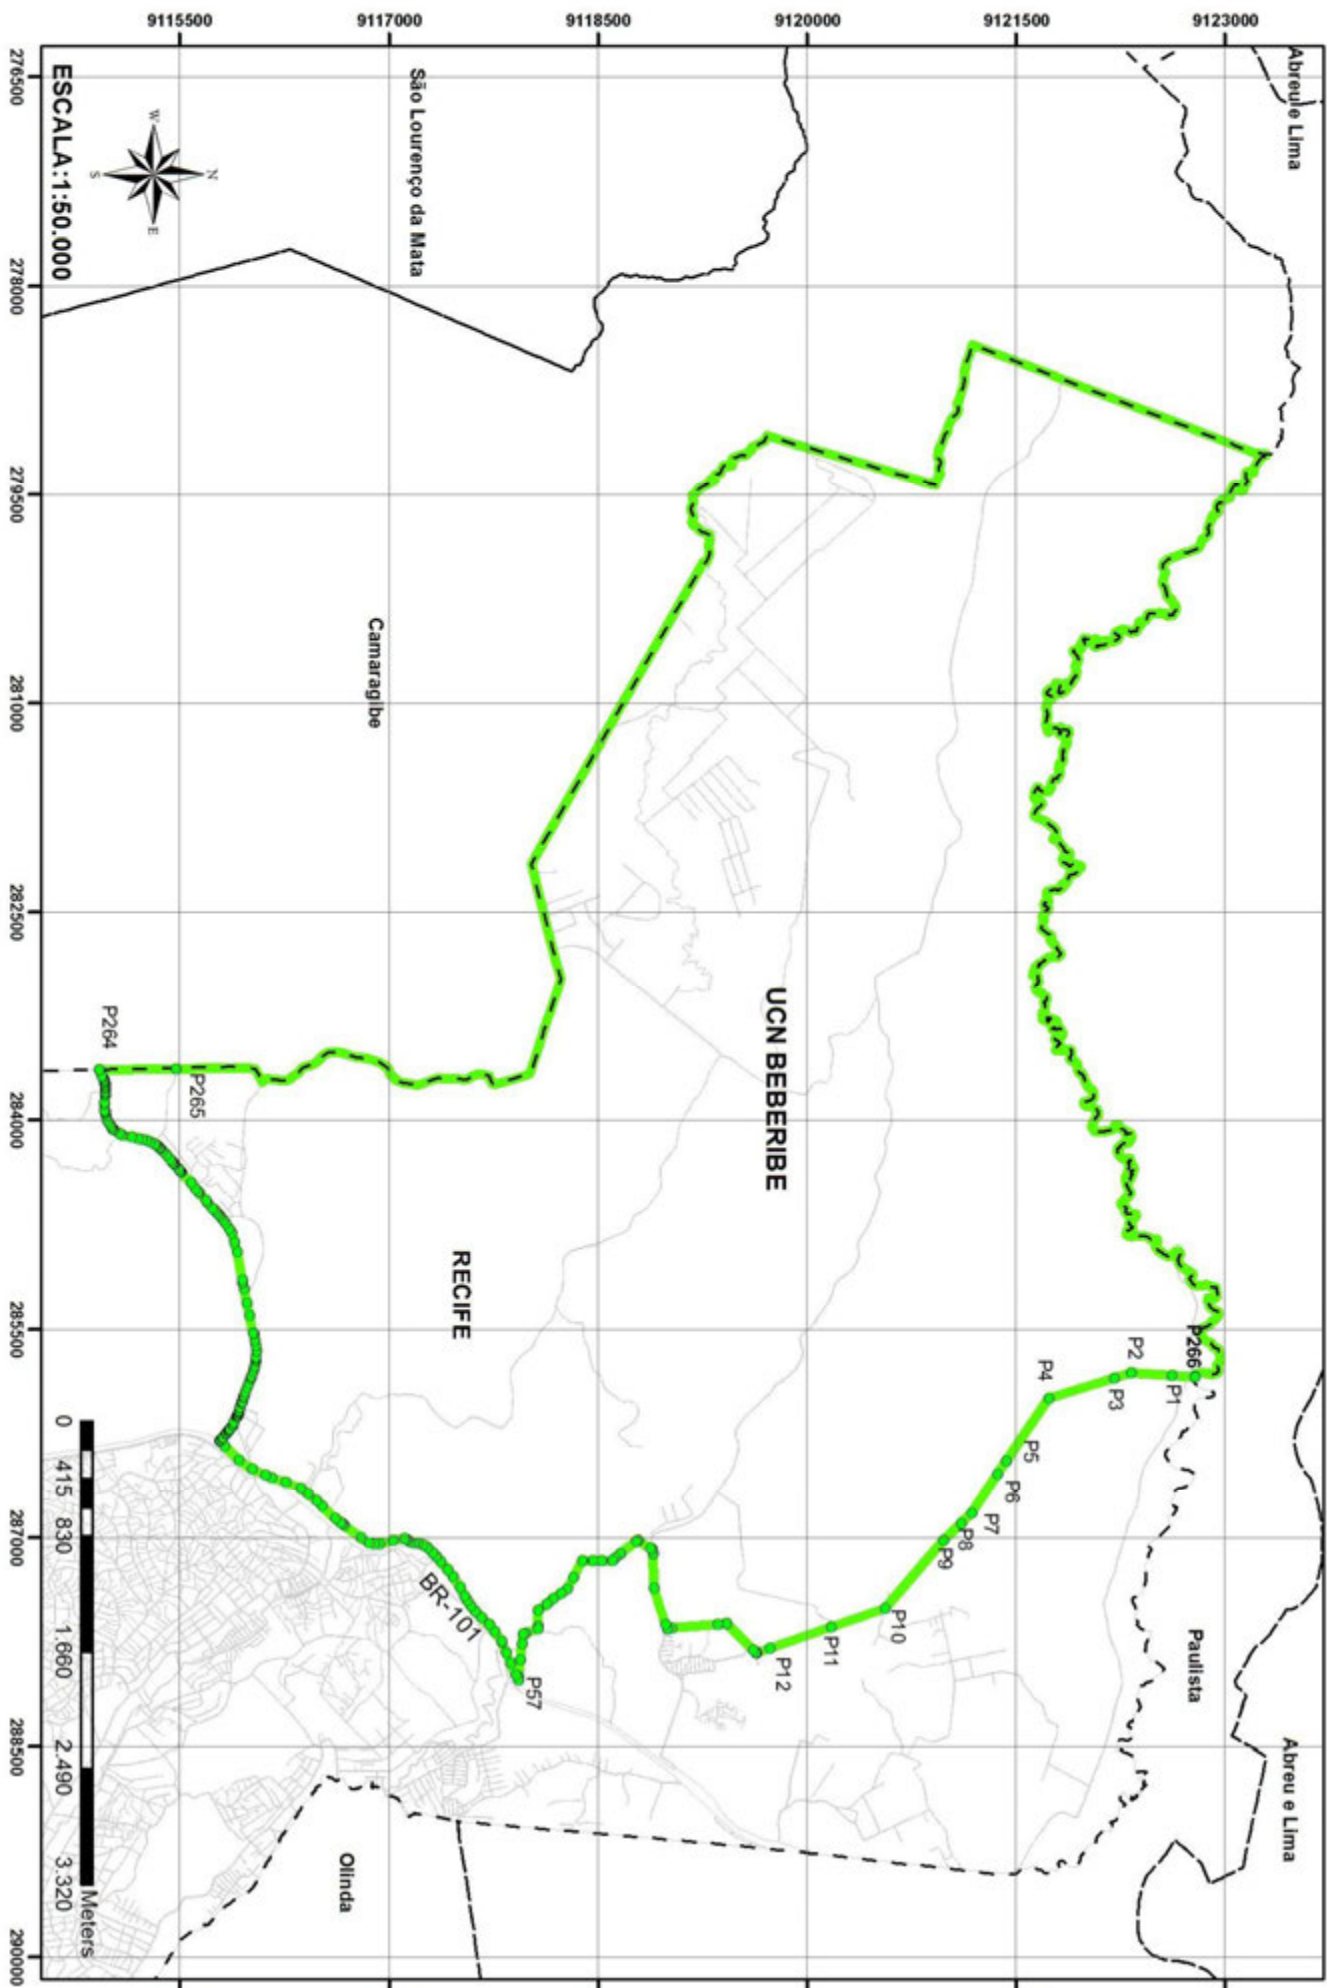 9115500
9117000
9118500
9120000
9121500
9123000
276500
278000
279500
281000
282500
284000
285500
287000
288500
290000
Abreu e Lima
São Lourenço da Mata
ESCALA:1:50.000
N
S
W
E
Camaragibe
UCN BEBERIBE
RECIFE
P264
P265
P266
P1
P2
P3
P4
P5
P6
P7
P8
P9
P10
P11
P12
P57
BR-101
Paulista
Abreu e Lima
Olinda
0 415 830 1.660 2.490 3.320
Meters